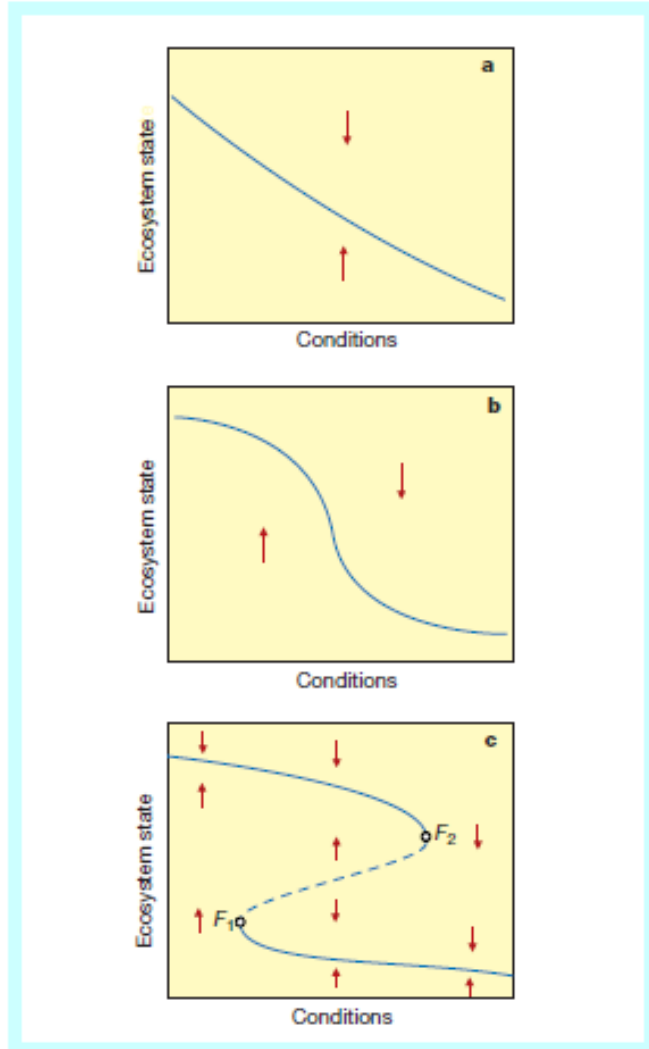 a
Ecosystem state
Conditions
b
Ecosystem state
Conditions
c
F2
F1
Ecosystem state
Conditions